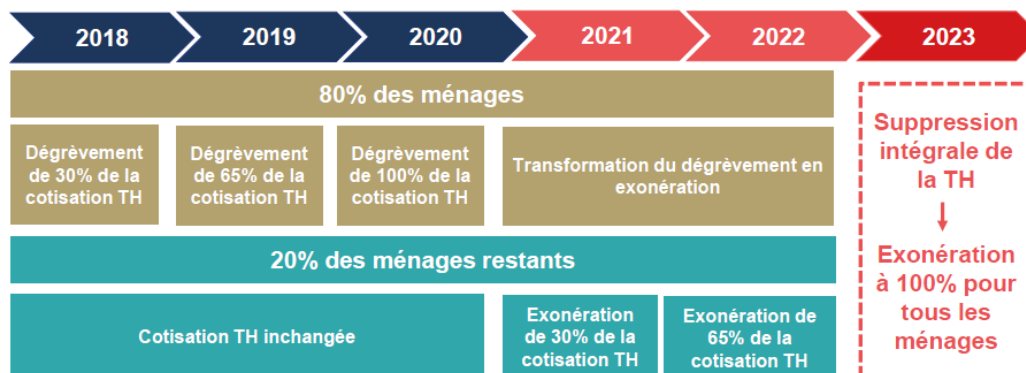 2018
2019
2020
2021
2022
2023
80% des ménages
Dégrèvement
de 30% de la
cotisation TH
Dégrèvement
de 65% de la
cotisation TH
Dégrèvement
de 100% de la
cotisation TH
Transformation du dégrèvement en
exonération
20% des ménages restants
Cotisation TH inchangée
Exonération
de 30% de la
cotisation TH
Exonération de
65% de la
cotisation TH
Suppression
intégrale de
la TH
Exonération
à 100% pour
tous les
ménages